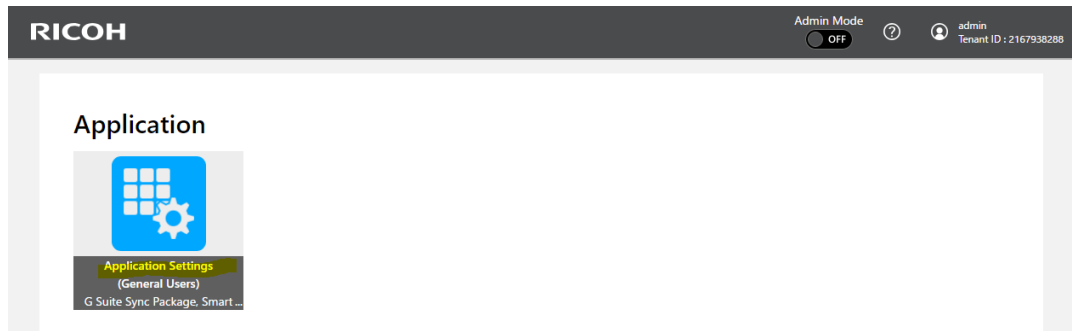 RICOH
Admin Mode
OFF
admin
Tenant ID : 2167938288
Application
Application Settings
(General Users)
G Suite Sync Package, Smart ...